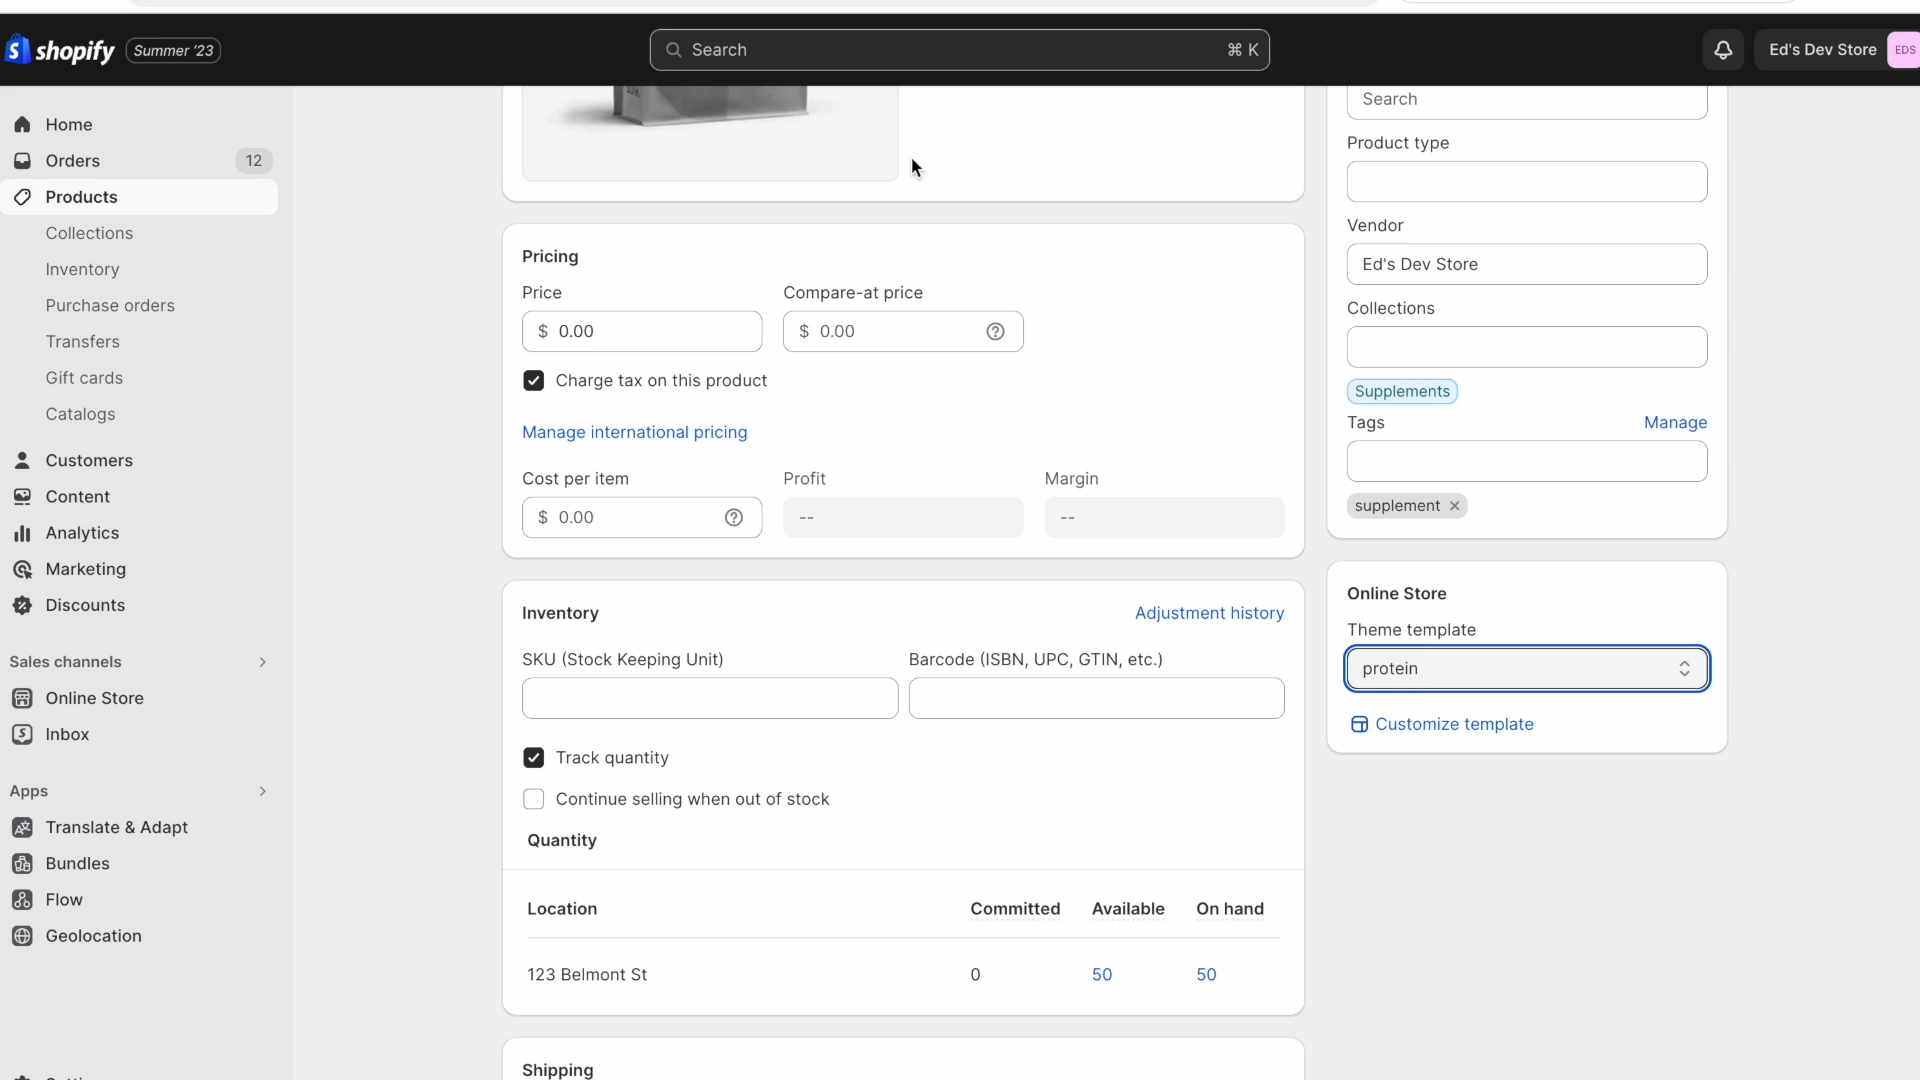 shopify Summer '23
Search ⌘ K
Ed's Dev Store EDS
Home
Orders 12
Products
Collections
Inventory
Purchase orders
Transfers
Gift cards
Catalogs
Customers
Content
Analytics
Marketing
Discounts
Sales channels
Online Store
Inbox
Apps
Translate & Adapt
Bundles
Flow
Geolocation
Pricing
Price Compare-at price
$ 0.00 $ 0.00
Charge tax on this product
Manage international pricing
Cost per item Profit Margin
$ 0.00 -- --
Inventory Adjustment history
SKU (Stock Keeping Unit) Barcode (ISBN, UPC, GTIN, etc.)
Track quantity
Continue selling when out of stock
Quantity
Location Committed Available On hand
123 Belmont St 0 50 50
Shipping
Search
Product type
Vendor
Ed's Dev Store
Collections
Supplements
Tags Manage
supplement
Online Store
Theme template
protein
Customize template